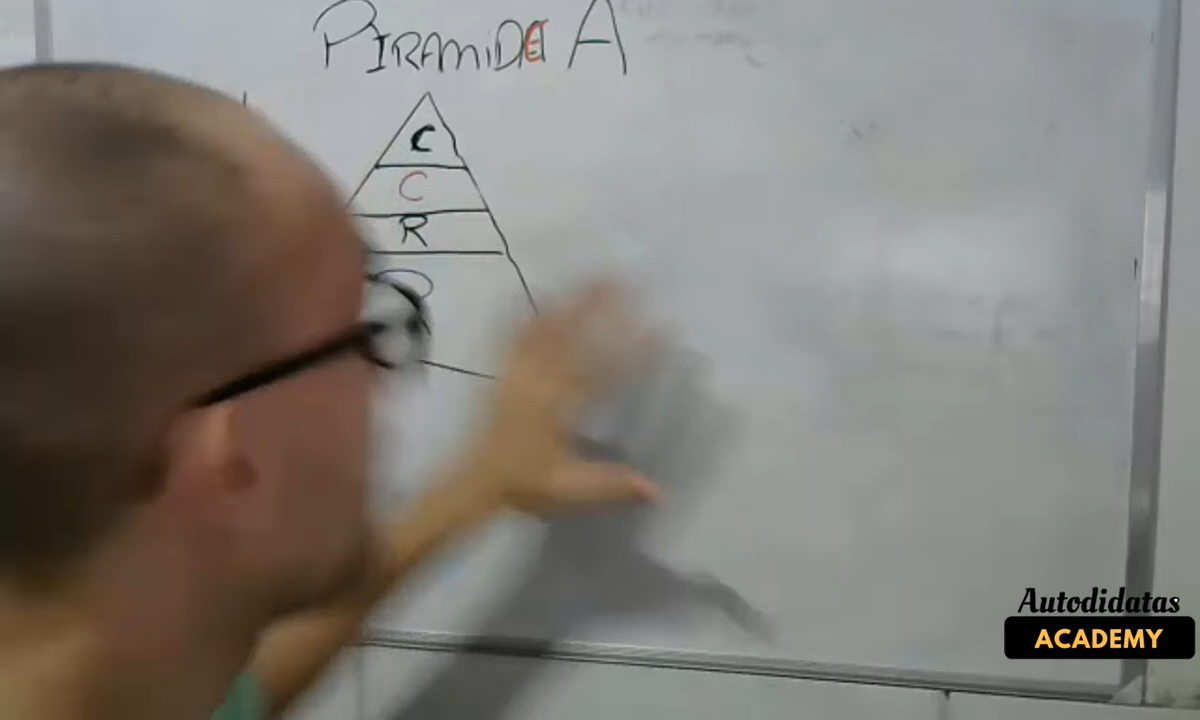 PIRAMIDE A
C
C
R
Autodidatas
ACADEMY